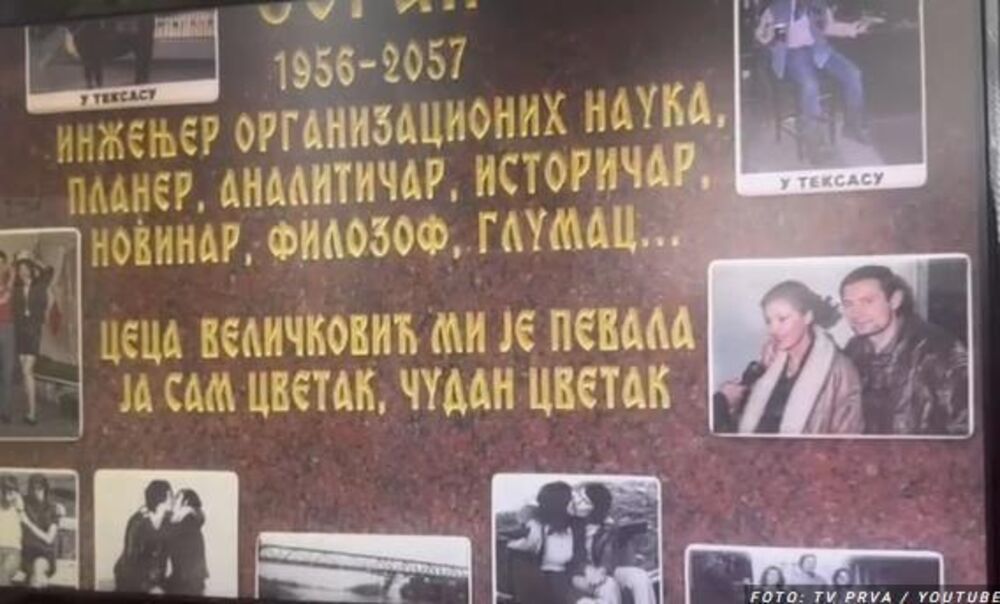 ЗОРАН
1956-2057
У ТЕКСАСУ
ИНЖЕЊЕР ОРГАНИЗАЦИОНИХ НАУКА,
ПЛАНЕР, АНАЛИТИЧАР, ИСТОРИЧАР,
НОВИНАР, ФИЛОЗОФ, ГЛУМАЦ...
У ТЕКСАСУ
ЦЕЦА ВЕЛИЧКОВИЋ МИ ЈЕ ПЕВАЛА
ЈА САМ ЦВЕТАК, ЧУДАН ЦВЕТАК
FOTO: TV PRVA / YOUTUBE